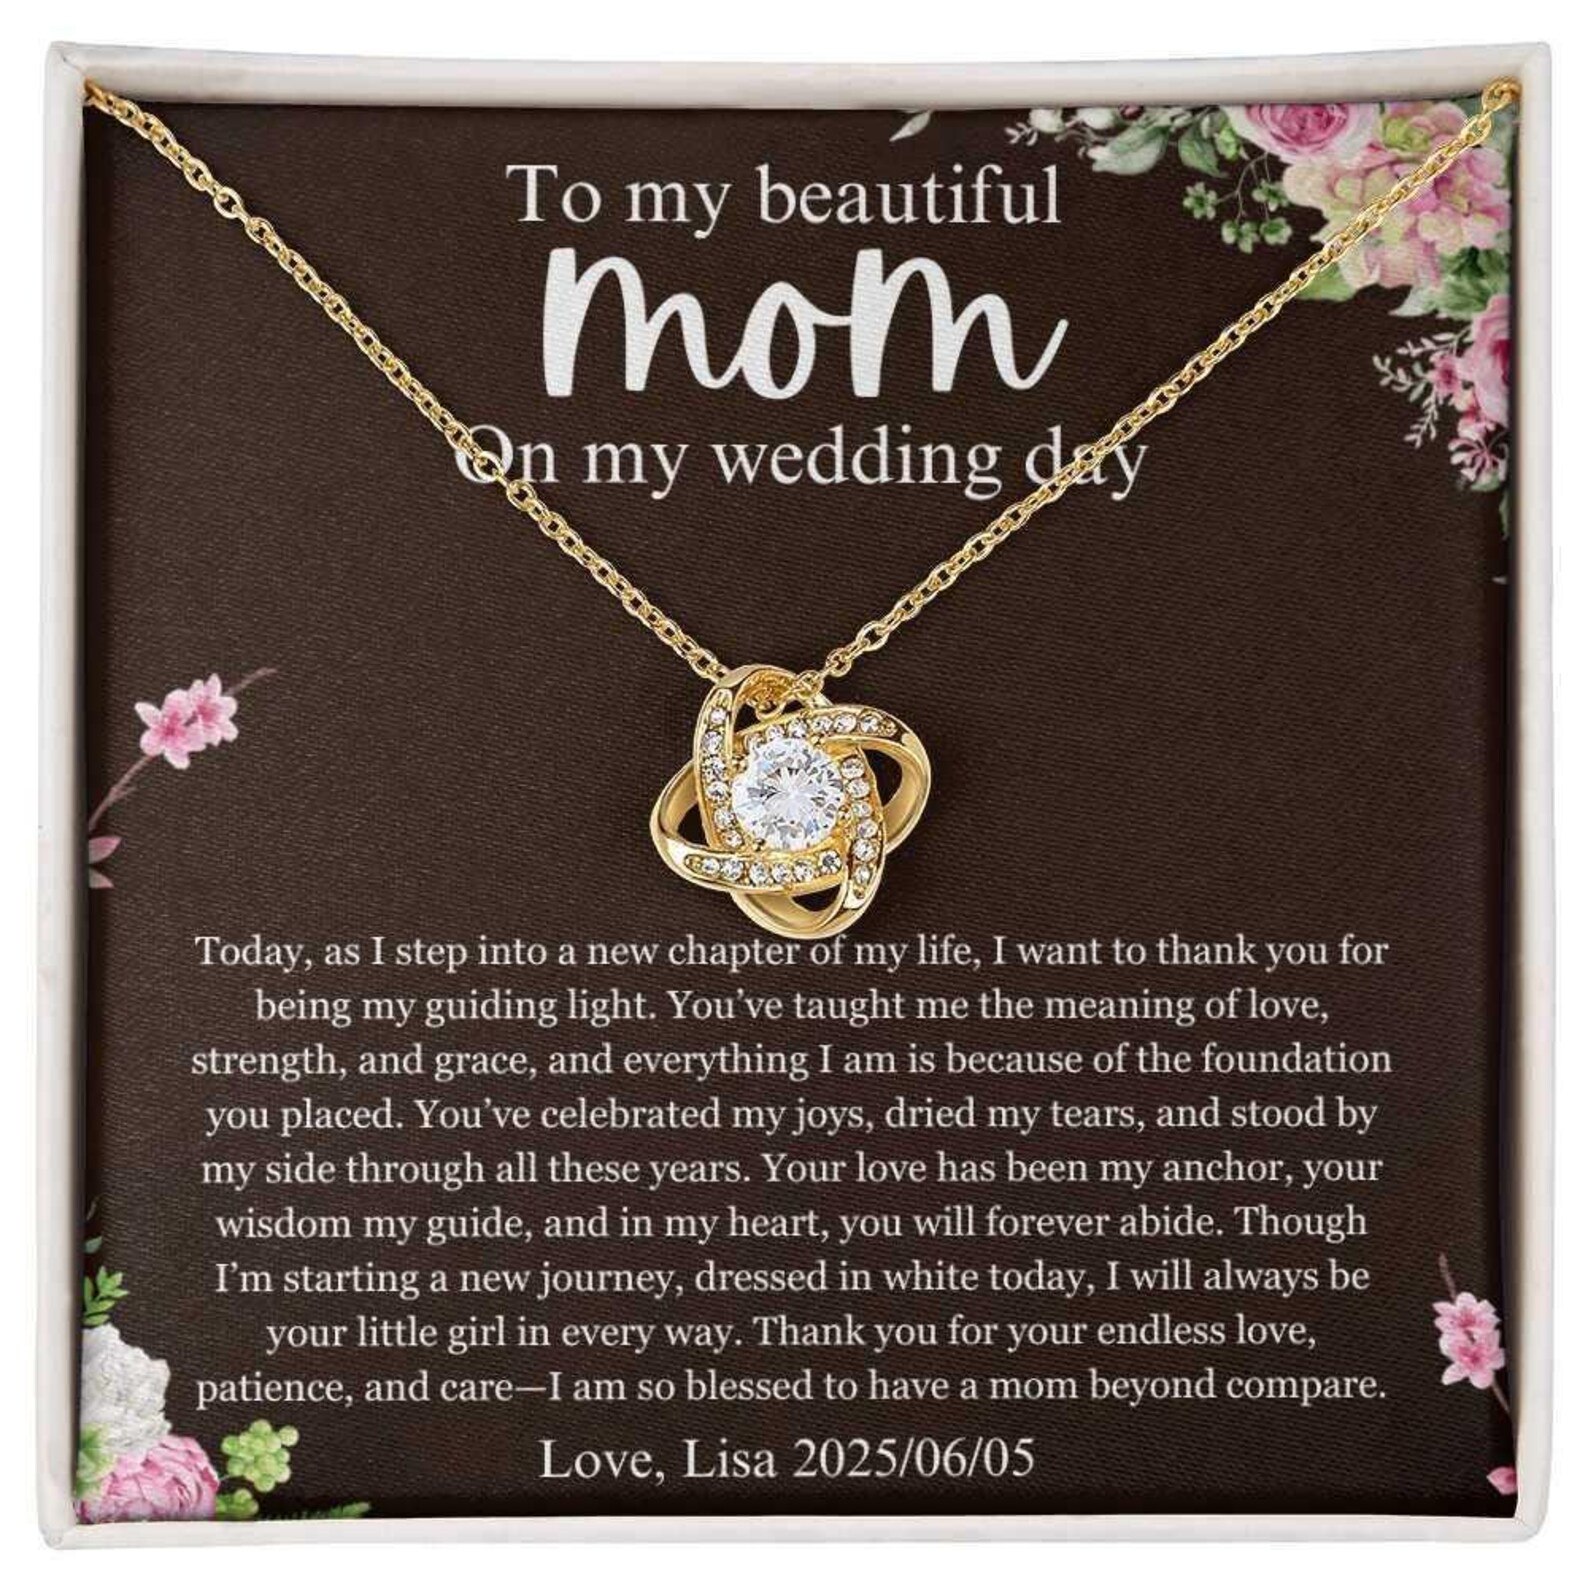 To my beautiful
mom
On my wedding day
Today, as I step into a new chapter of my life, I want to thank you for
being my guiding light. You've taught me the meaning of love,
strength, and grace, and everything I am is because of the foundation
you placed. You've celebrated my joys, dried my tears, and stood by
my side through all these years. Your love has been my anchor, your
wisdom my guide, and in my heart, you will forever abide. Though
I'm starting a new journey, dressed in white today, I will always be
your little girl in every way. Thank you for your endless love,
patience, and care—I am so blessed to have a mom beyond compare.
Love, Lisa 2025/06/05